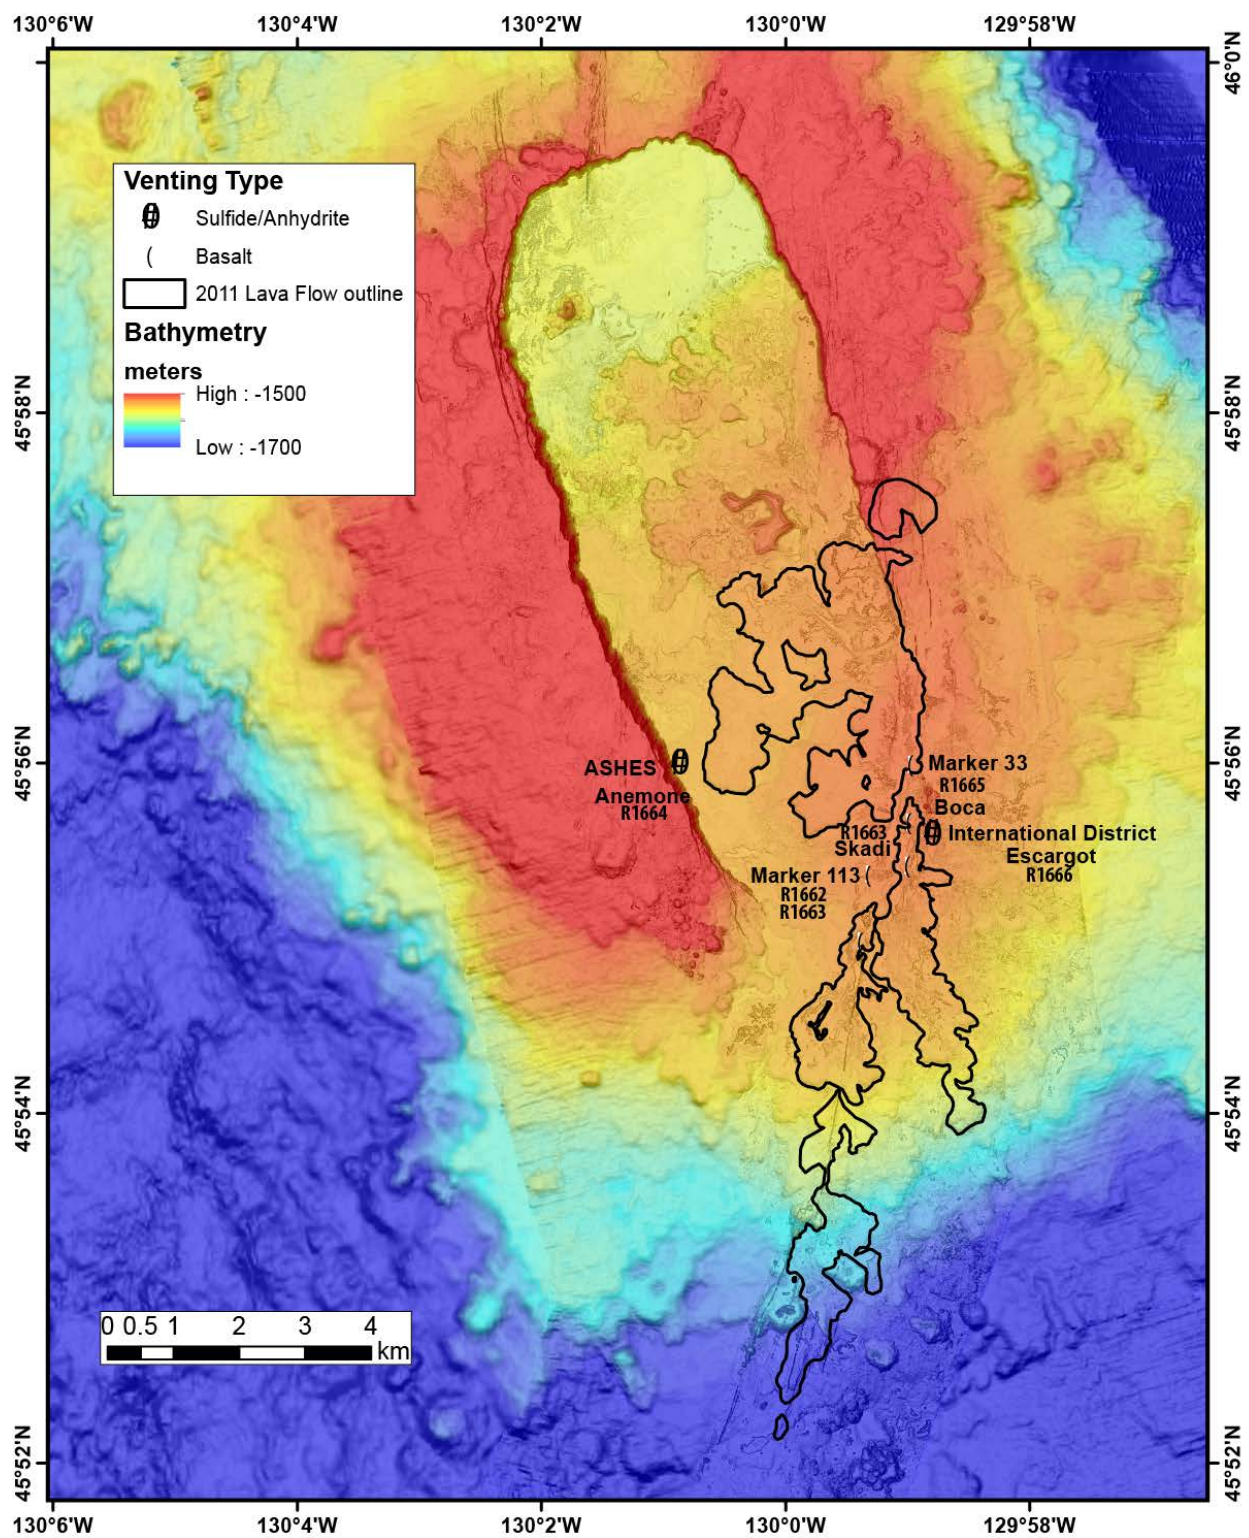 130°6'W 130°4'W 130°2'W 130°0'W 129°58'W
46°0'N
Venting Type
Sulfide/Anhydrite
Basalt
2011 Lava Flow outline
Bathymetry
meters
High : -1500
Low : -1700
45°58'N 45°58'N
45°56'N 45°56'N
ASHES
Anemone
R1664
Marker 33
R1665
Boca
International District
Escargot
R1666
R1663
Skadi
Marker 113
R1662
R1663
45°54'N 45°54'N
0 0.5 1 2 3 4
km
45°52'N 45°52'N
130°6'W 130°4'W 130°2'W 130°0'W 129°58'W